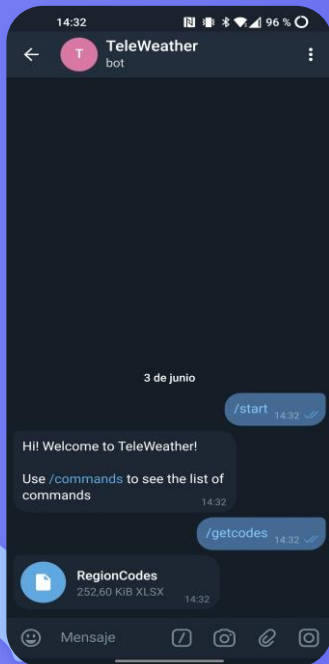 14:32 96 %
T
TeleWeather
bot
3 de junio
/start 14:32
Hi! Welcome to TeleWeather!
Use /commands to see the list of
commands
14:32
/getcodes 14:32
RegionCodes
252,60 KiB XLSX 14:32
Mensaje